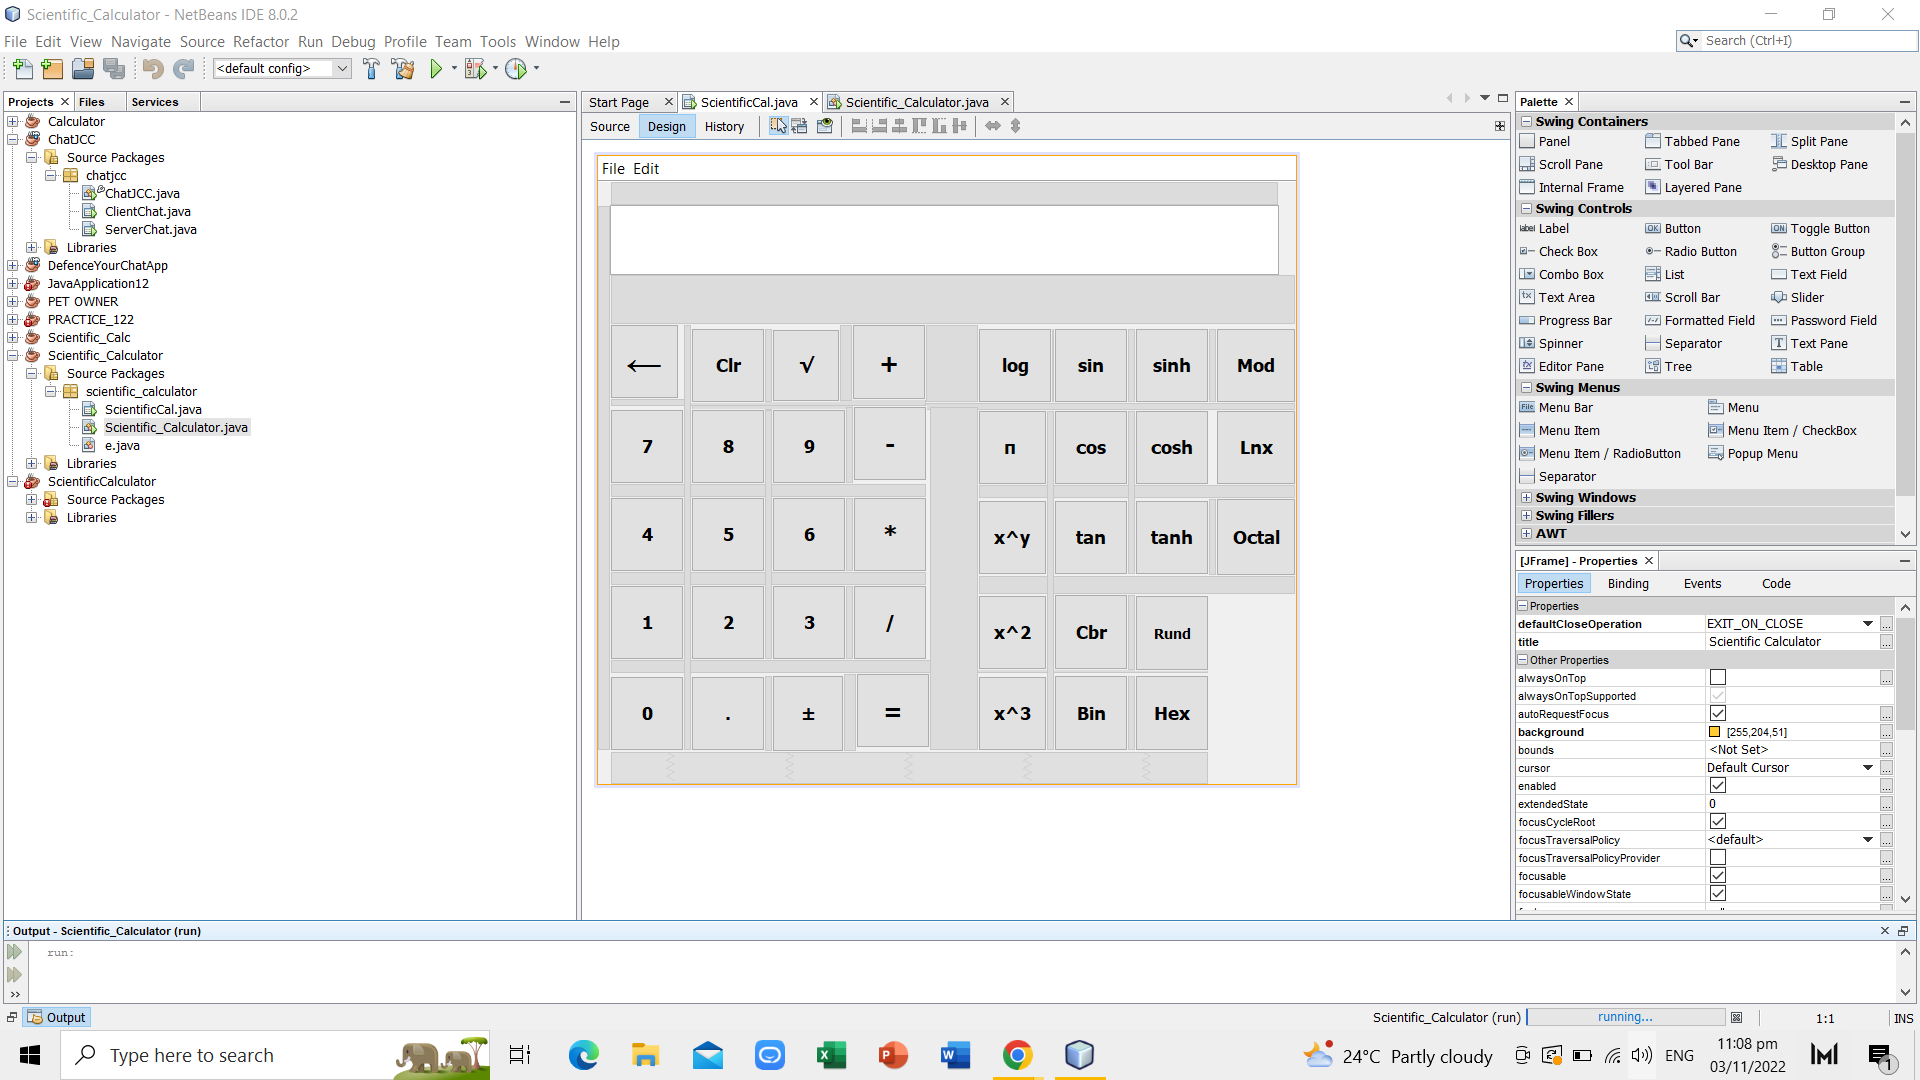 Scientific_Calculator - NetBeans IDE 8.0.2
File Edit View Navigate Source Refactor Run Debug Profile Team Tools Window Help
Search (Ctrl+I)
<default config>
Projects Files Services
Calculator
ChatJCC
Source Packages
chatjcc
ChatJCC.java
ClientChat.java
ServerChat.java
Libraries
DefenceYourChatApp
JavaApplication12
PET OWNER
PRACTICE_122
Scientific_Calc
Scientific_Calculator
Source Packages
scientific_calculator
ScientificCal.java
Scientific_Calculator.java
e.java
Libraries
ScientificCalculator
Source Packages
Libraries
Start Page ScientificCal.java Scientific_Calculator.java
Source Design History
File Edit
← Clr √ + log sin sinh Mod
7 8 9 - п cos cosh Lnx
4 5 6 * x^y tan tanh Octal
1 2 3 / x^2 Cbr Rund
0 . ± = x^3 Bin Hex
Palette
Swing Containers
Panel Tabbed Pane Split Pane
Scroll Pane Tool Bar Desktop Pane
Internal Frame Layered Pane
Swing Controls
label Label OK Button ON Toggle Button
Check Box Radio Button Button Group
Combo Box List Text Field
Text Area Scroll Bar Slider
Progress Bar Formatted Field Password Field
Spinner Separator Text Pane
Editor Pane Tree Table
Swing Menus
Menu Bar Menu
Menu Item Menu Item / CheckBox
Menu Item / RadioButton Popup Menu
Separator
Swing Windows
Swing Fillers
AWT
[JFrame] - Properties
Properties Binding Events Code
Properties
defaultCloseOperation EXIT_ON_CLOSE
title Scientific Calculator
Other Properties
alwaysOnTop
alwaysOnTopSupported
autoRequestFocus
background [255,204,51]
bounds <Not Set>
cursor Default Cursor
enabled
extendedState 0
focusCycleRoot
focusTraversalPolicy <default>
focusTraversalPolicyProvider
focusable
focusableWindowState
Output - Scientific_Calculator (run)
run:
Output
Scientific_Calculator (run) running... 1:1 INS
Type here to search
24°C Partly cloudy
ENG
11:08 pm
03/11/2022
1